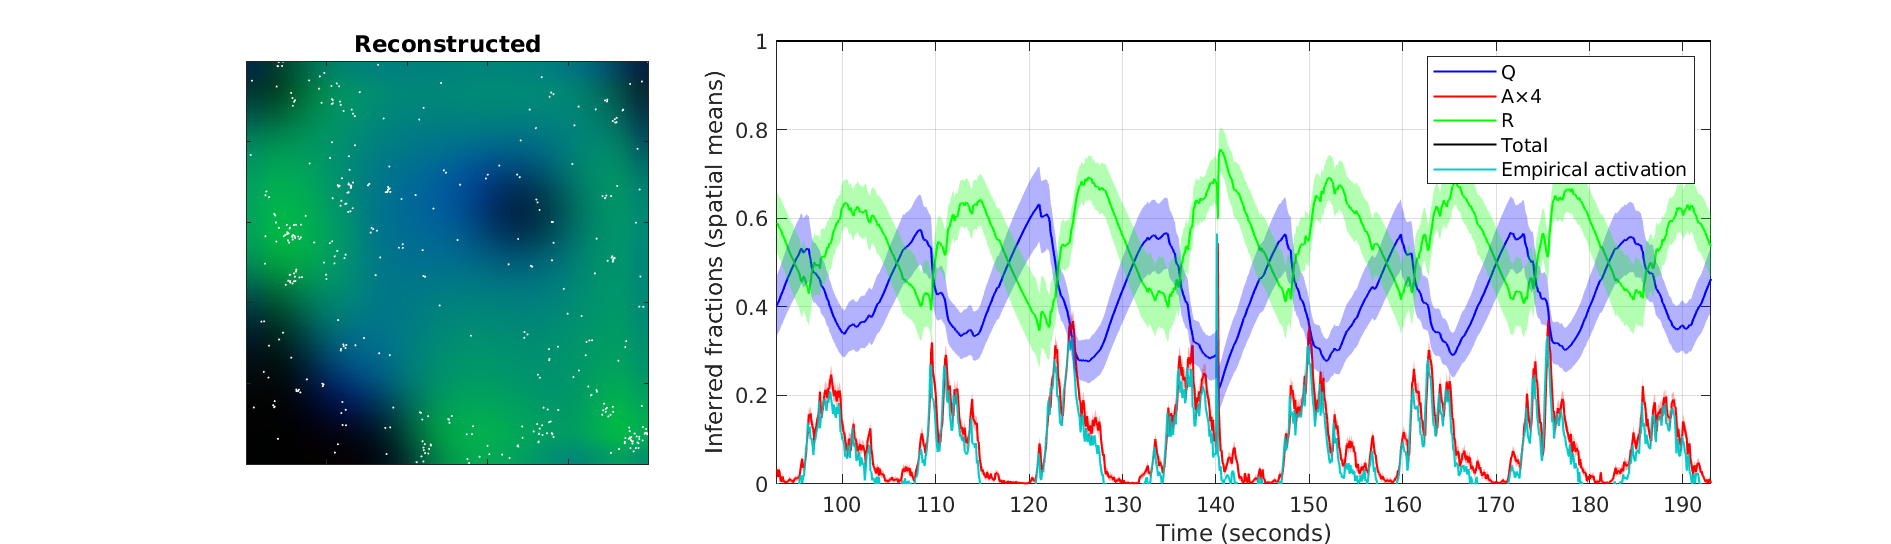 Reconstructed
Inferred fractions (spatial means)
1
0.8
0.6
0.4
0.2
0
Q
A×4
R
Total
Empirical activation
100 110 120 130 140 150 160 170 180 190
Time (seconds)